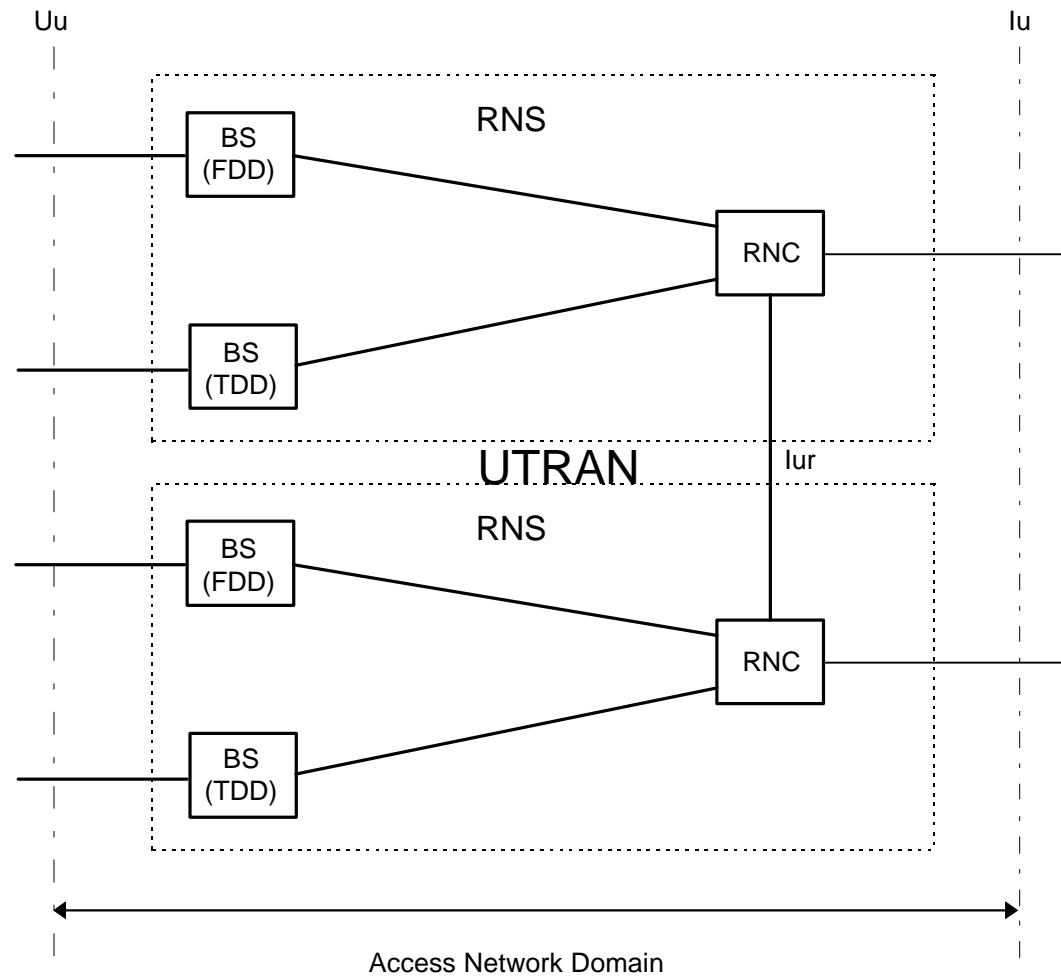 Uu
Iu
RNS
BS
(FDD)
RNC
BS
(TDD)
UTRAN
Iur
RNS
BS
(FDD)
RNC
BS
(TDD)
Access Network Domain